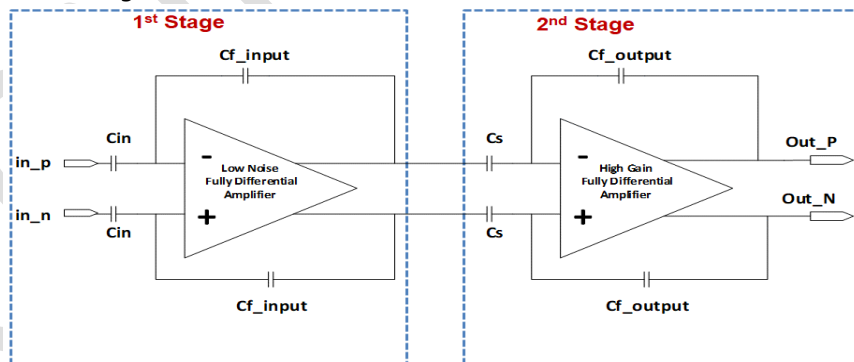 1st Stage
2nd Stage
Cf_input
Cf_output
in_p
Cin
-
Low Noise
Fully Differential
Amplifier
+
in_n
Cin
Cf_input
Cs
-
High Gain
Fully Differential
Amplifier
+
Cs
Out_P
Out_N
Cf_output